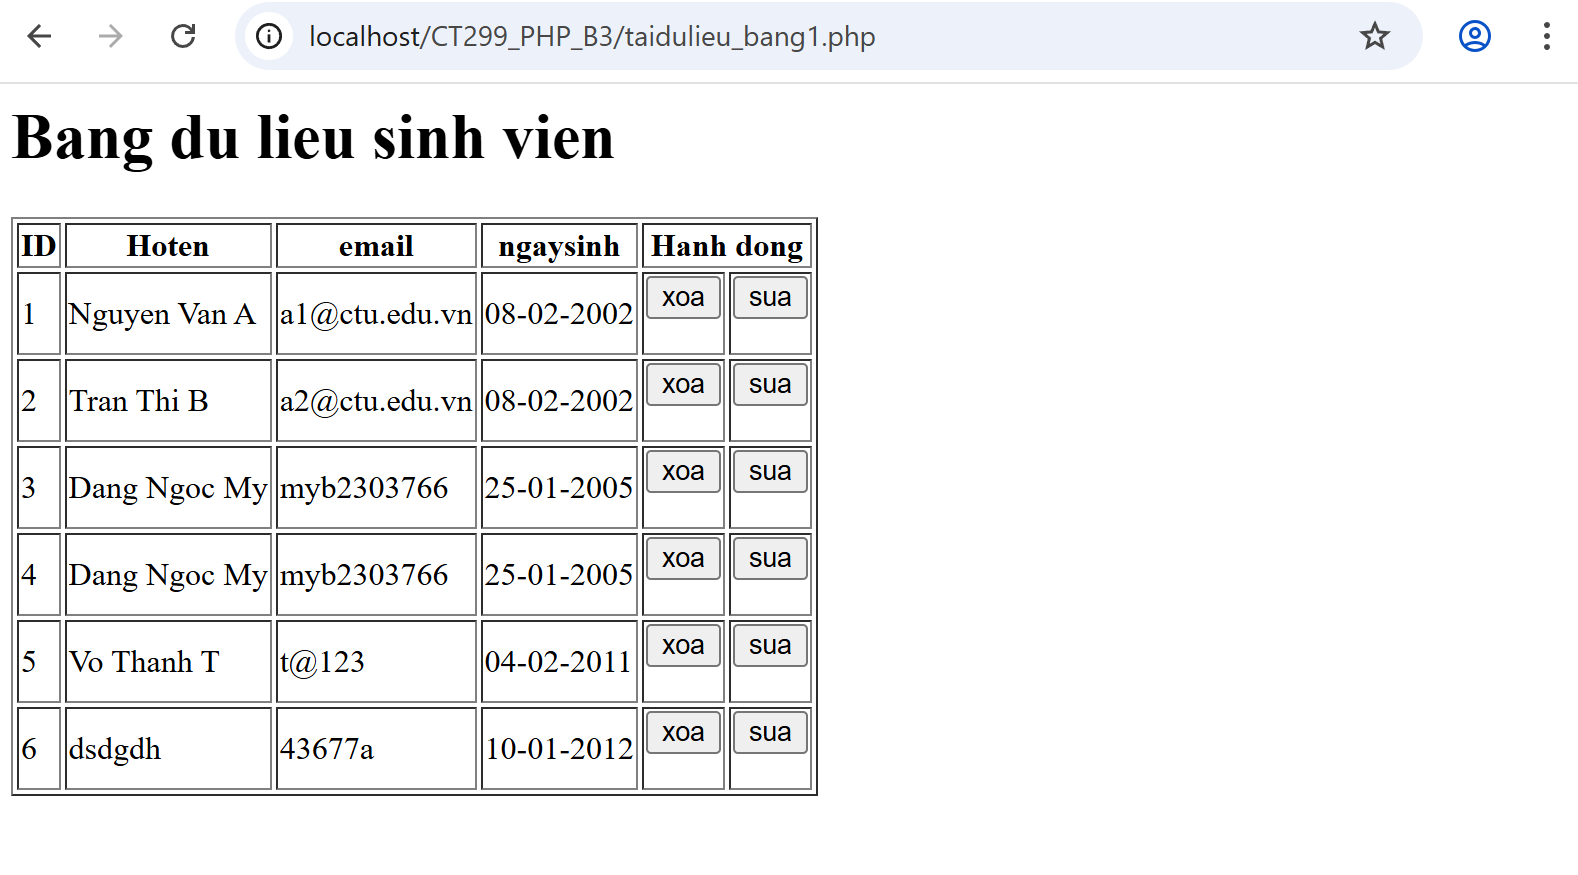 localhost/CT299_PHP_B3/taidulieu_bang1.php
Bang du lieu sinh vien
ID Hoten email ngaysinh Hanh dong
1 Nguyen Van A a1@ctu.edu.vn 08-02-2002 xoa sua
2 Tran Thi B a2@ctu.edu.vn 08-02-2002 xoa sua
3 Dang Ngoc My myb2303766 25-01-2005 xoa sua
4 Dang Ngoc My myb2303766 25-01-2005 xoa sua
5 Vo Thanh T t@123 04-02-2011 xoa sua
6 dsdgdh 43677a 10-01-2012 xoa sua